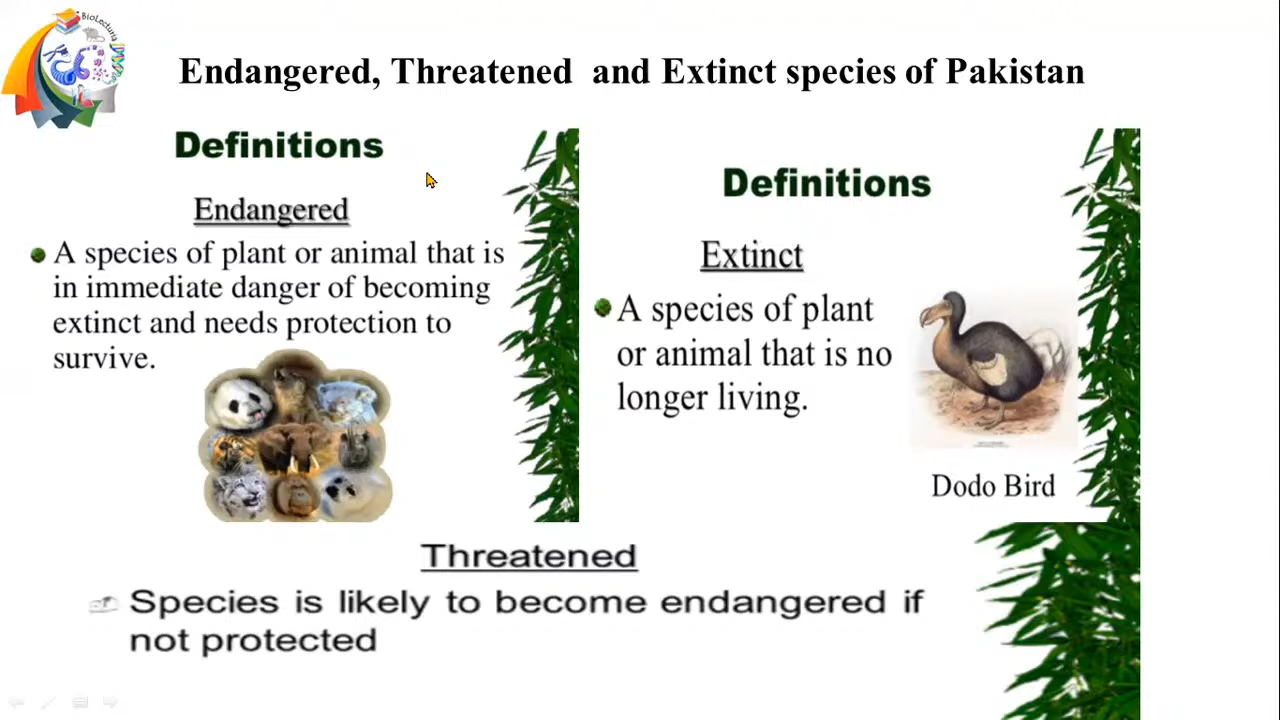 BioLecturia
Endangered, Threatened and Extinct species of Pakistan
Definitions
Endangered
A species of plant or animal that is
in immediate danger of becoming
extinct and needs protection to
survive.
Definitions
Extinct
A species of plant
or animal that is no
longer living.
Dodo Bird
Threatened
Species is likely to become endangered if
not protected